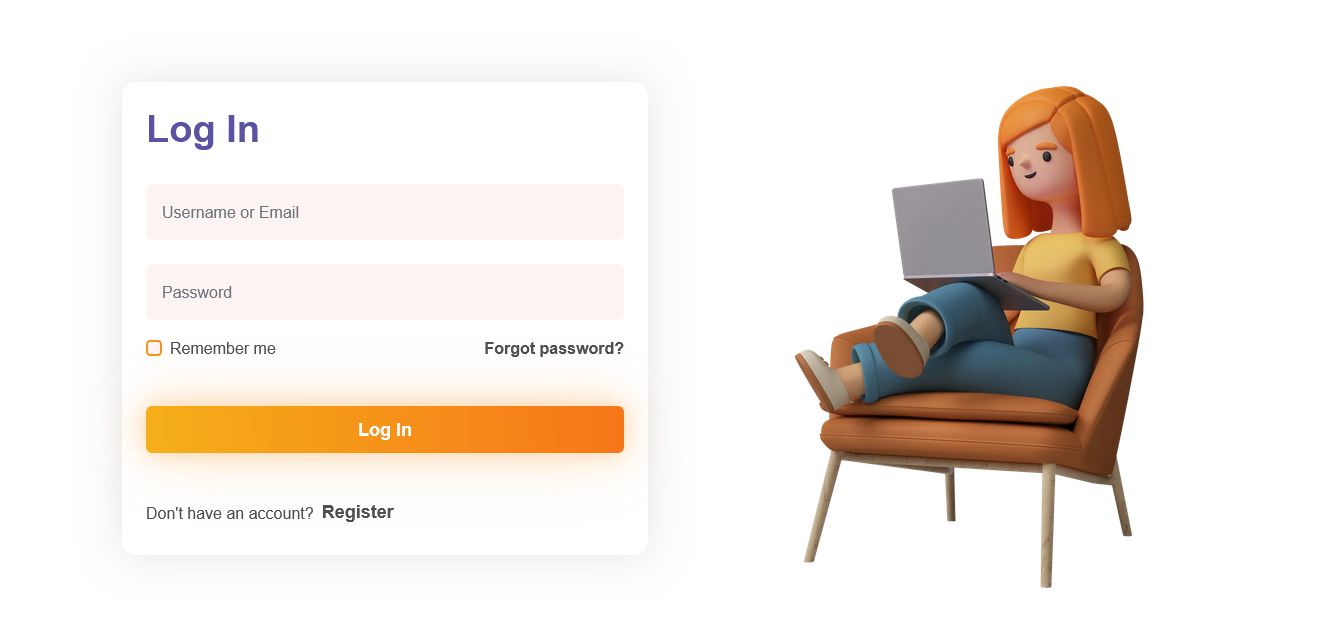 Log In
Username or Email
Password
Remember me Forgot password?
Log In
Don't have an account? Register